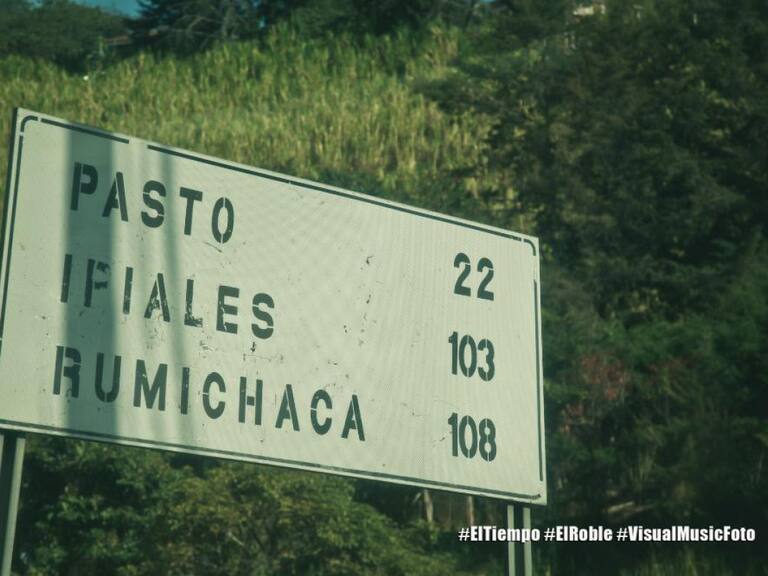 PASTO 22
IPIALES 103
RUMICHACA 108
#ElTiempo #ElRoble #VisualMusicFoto